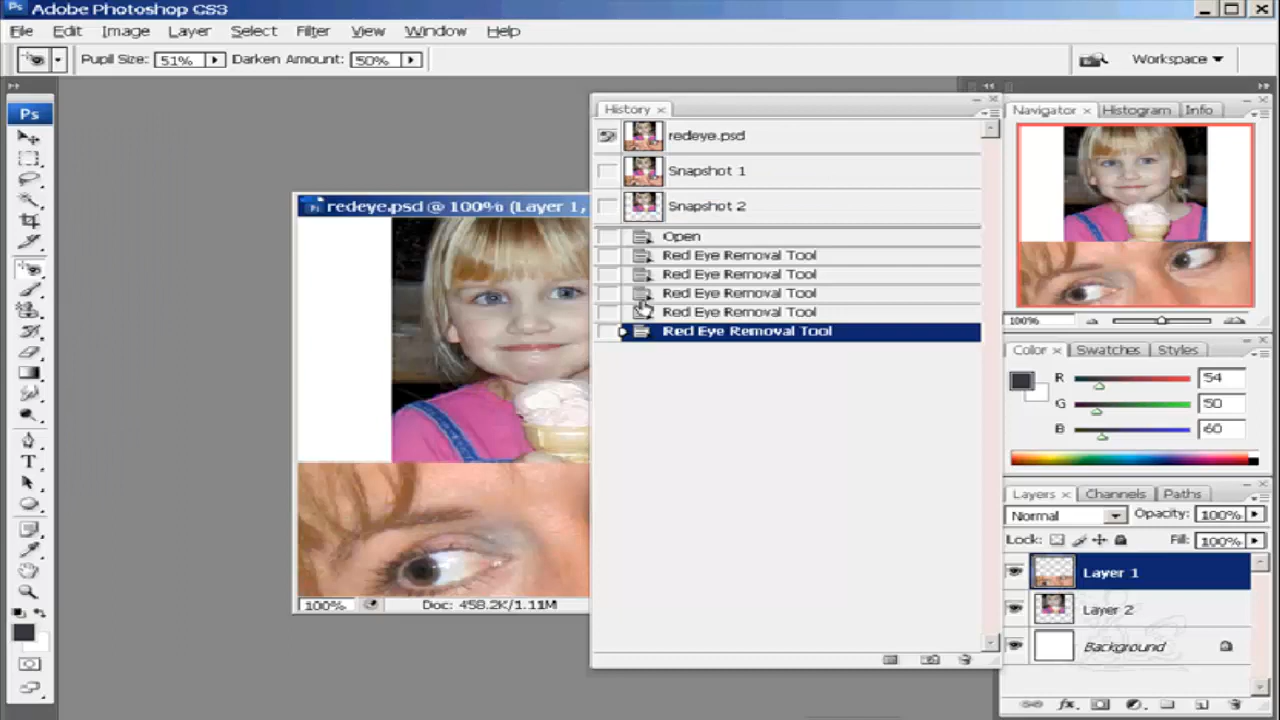 Ps Adobe Photoshop CS3
File Edit Image Layer Select Filter View Window Help
Pupil Size: 51% Darken Amount: 50% Workspace
Ps
History
redeye.psd
Snapshot 1
Snapshot 2
Open
Red Eye Removal Tool
Red Eye Removal Tool
Red Eye Removal Tool
Red Eye Removal Tool
Red Eye Removal Tool
redeye.psd @ 100% (Layer 1,
100% Doc: 458.2K/1.11M
Navigator Histogram Info
100%
Color Swatches Styles
R 54
G 50
B 60
Layers Channels Paths
Normal Opacity: 100%
Lock: Fill: 100%
Layer 1
Layer 2
Background
T
fx